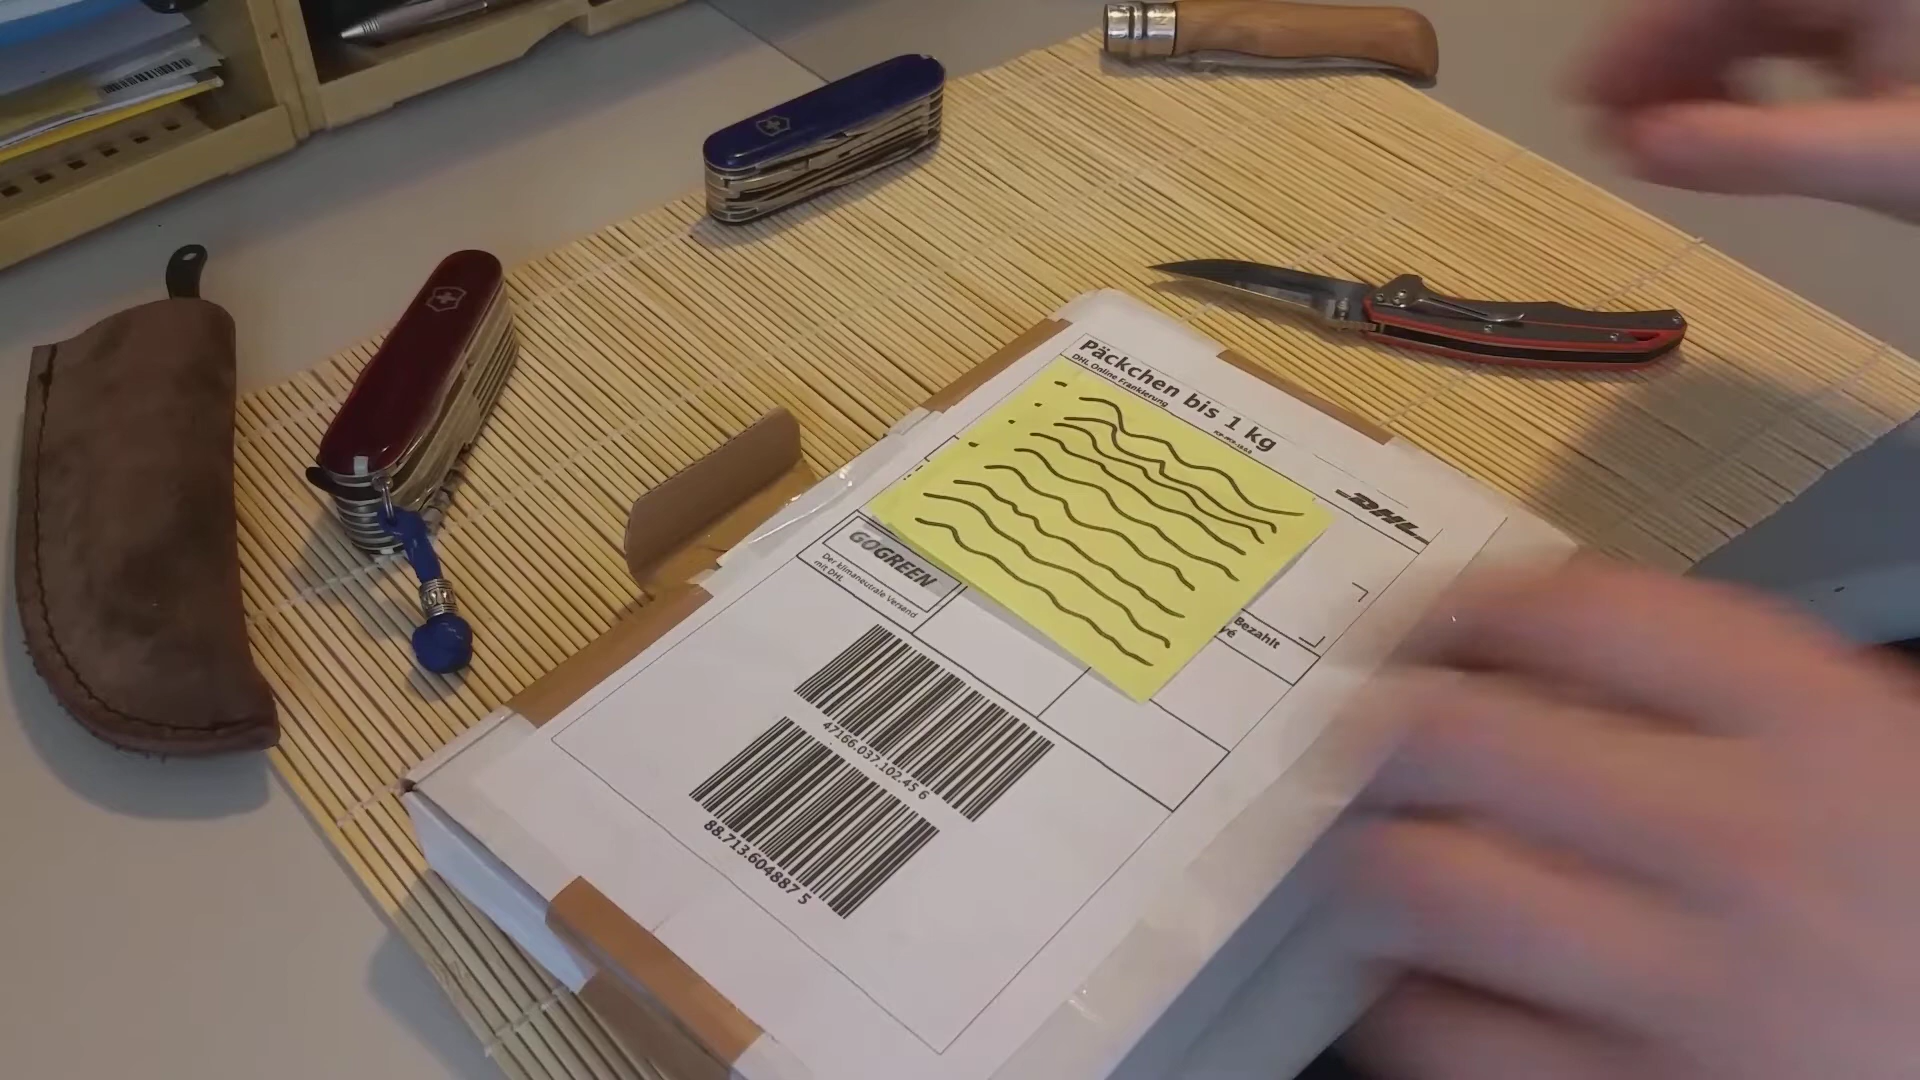 Päckchen bis 1 kg
DHL Online Frankierung
DHL
GOGREEN
Der klimaneutrale Versand
mit DHL
Bezahlt
yé
47166.037.102.45 6
88.713.604887 5